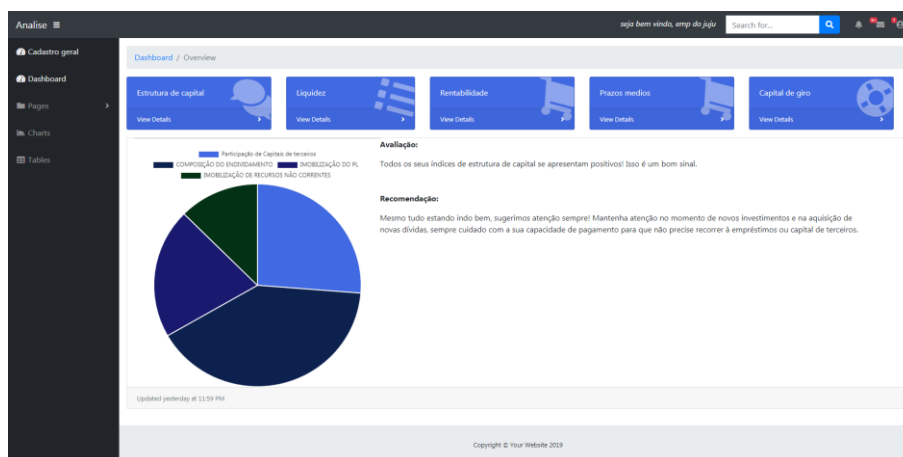 Analise
seja bem vindo, emp do juju
Search for...
Cadastro geral
Dashboard
Pages
Charts
Tables
Dashboard / Overview
Estrutura de capital
View Details
Liquidez
View Details
Rentabilidade
View Details
Prazos medios
View Details
Capital de giro
View Details
Participação de Capitais de terceiros
COMPOSIÇÃO DO ENDIVIDAMENTO IMOBILIZAÇÃO DO PL
IMOBILIZAÇÃO DE RECURSOS NÃO CORRENTES
Avaliação:
Todos os seus índices de estrutura de capital se apresentam positivos! Isso é um bom sinal.
Recomendação:
Mesmo tudo estando indo bem, sugerimos atenção sempre! Mantenha atenção no momento de novos investimentos e na aquisição de
novas dívidas, sempre cuidado com a sua capacidade de pagamento para que não precise recorrer à empréstimos ou capital de terceiros.
Updated yesterday at 11:59 PM
Copyright © Your Website 2019